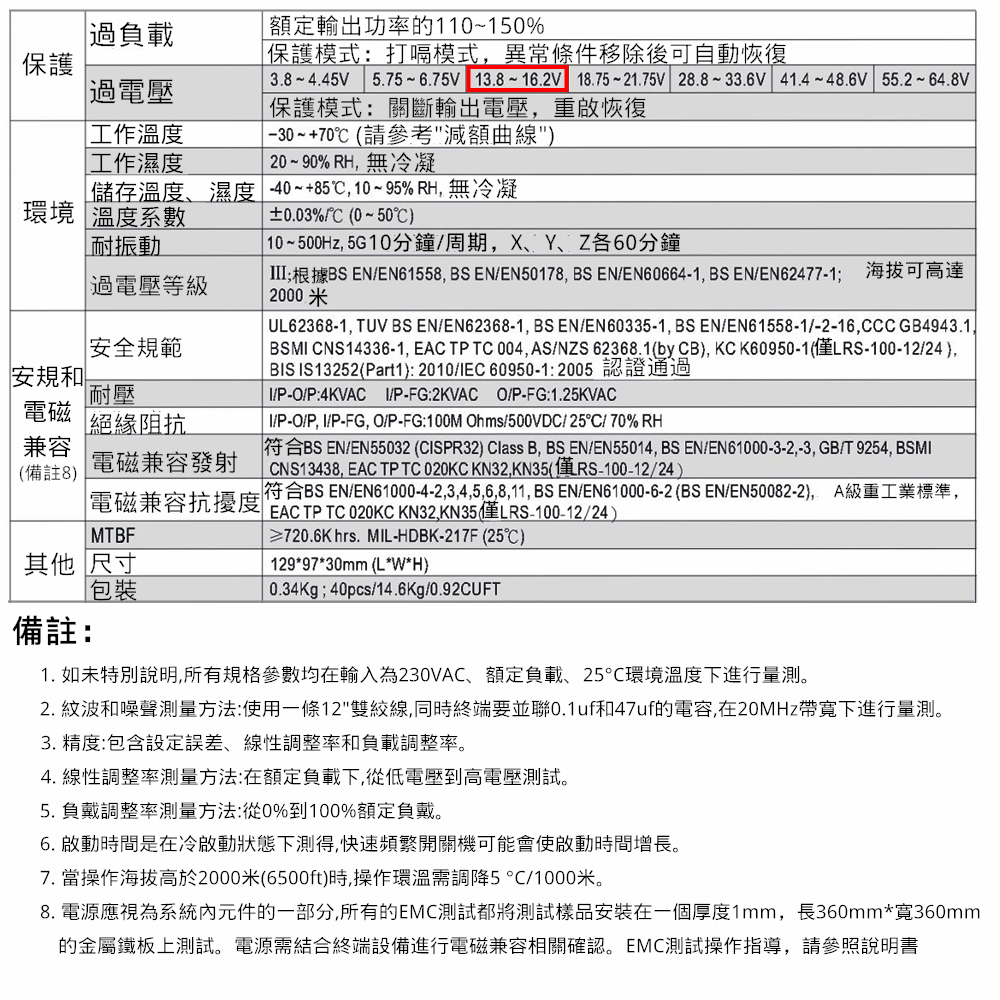 保護
過負載
額定輸出功率的110~150%
保護模式：打嗝模式，異常條件移除後可自動恢復
過電壓
3.8 ~ 4.45V 5.75 ~ 6.75V 13.8 ~ 16.2V 18.75 ~ 21.75V 28.8 ~ 33.6V 41.4 ~ 48.6V 55.2 ~ 64.8V
保護模式：關斷輸出電壓，重啟恢復
環境
工作溫度
-30 ~ +70℃ (請參考"減額曲線")
工作濕度
20 ~ 90% RH, 無冷凝
儲存溫度、濕度
-40 ~ +85℃, 10 ~ 95% RH, 無冷凝
溫度系數
±0.03%/℃ (0 ~ 50℃)
耐振動
10 ~ 500Hz, 5G10分鐘/周期，X、Y、Z各60分鐘
過電壓等級
III;根據BS EN/EN61558, BS EN/EN50178, BS EN/EN60664-1, BS EN/EN62477-1; 海拔可高達
2000 米
安規和
電磁
兼容
(備註8)
安全規範
UL62368-1, TUV BS EN/EN62368-1, BS EN/EN60335-1, BS EN/EN61558-1/-2-16,CCC GB4943.1,
BSMI CNS14336-1, EAC TP TC 004, AS/NZS 62368.1(by CB), KC K60950-1(僅LRS-100-12/24 ),
BIS IS13252(Part1): 2010/IEC 60950-1: 2005 認證通過
耐壓
I/P-O/P:4KVAC I/P-FG:2KVAC O/P-FG:1.25KVAC
絕緣阻抗
I/P-O/P, I/P-FG, O/P-FG:100M Ohms/500VDC/ 25℃/ 70% RH
電磁兼容發射
符合BS EN/EN55032 (CISPR32) Class B, BS EN/EN55014, BS EN/EN61000-3-2,-3, GB/T 9254, BSMI
CNS13438, EAC TP TC 020KC KN32,KN35(僅LRS-100-12/24 )
電磁兼容抗擾度
符合BS EN/EN61000-4-2,3,4,5,6,8,11, BS EN/EN61000-6-2 (BS EN/EN50082-2), A級重工業標準，
EAC TP TC 020KC KN32,KN35(僅LRS-100-12/24 )
其他
MTBF
≥720.6K hrs. MIL-HDBK-217F (25℃)
尺寸
129*97*30mm (L*W*H)
包裝
0.34Kg ; 40pcs/14.6Kg/0.92CUFT
備註：
1. 如未特別說明,所有規格參數均在輸入為230VAC、額定負載、25°C環境溫度下進行量測。
2. 紋波和噪聲測量方法:使用一條12"雙絞線,同時終端要並聯0.1uf和47uf的電容,在20MHz帶寬下進行量測。
3. 精度:包含設定誤差、線性調整率和負載調整率。
4. 線性調整率測量方法:在額定負載下,從低電壓到高電壓測試。
5. 負戴調整率測量方法:從0%到100%額定負戴。
6. 啟動時間是在冷啟動狀態下測得,快速頻繁開關機可能會使啟動時間增長。
7. 當操作海拔高於2000米(6500ft)時,操作環溫需調降5 °C/1000米。
8. 電源應視為系統內元件的一部分,所有的EMC測試都將測試樣品安裝在一個厚度1mm，長360mm*寬360mm
的金屬鐵板上測試。電源需結合終端設備進行電磁兼容相關確認。EMC測試操作指導，請參照說明書